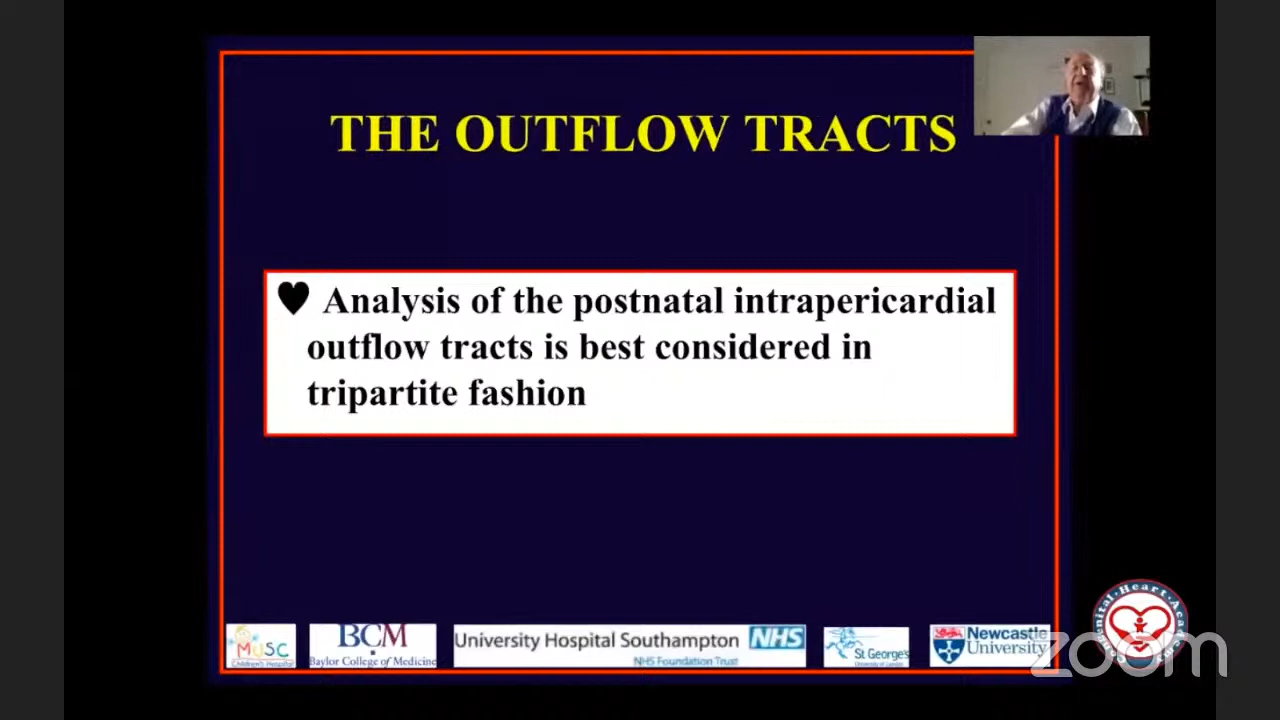 THE OUTFLOW TRACTS
♥ Analysis of the postnatal intrapericardial
outflow tracts is best considered in
tripartite fashion
MUSC
Children's Hospital
BCM
Baylor College of Medicine
University Hospital Southampton NHS
NHS Foundation Trust
St George's
University of London
Newcastle
University
zoom